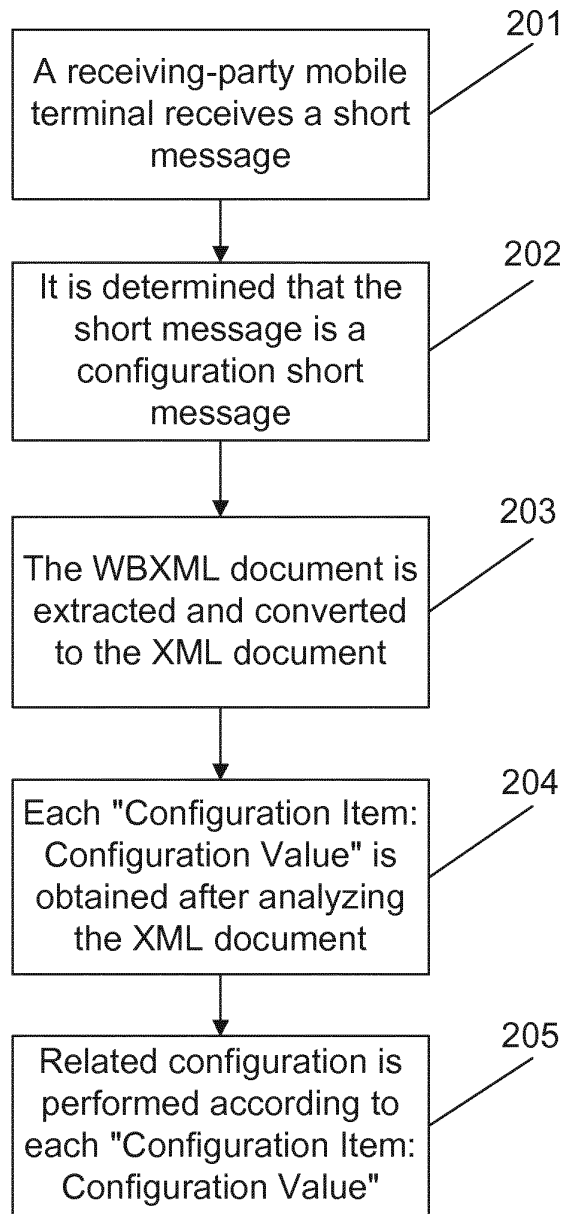 201
A receiving-party mobile
terminal receives a short
message
202
It is determined that the
short message is a
configuration short
message
203
The WBXML document is
extracted and converted
to the XML document
204
Each "Configuration Item:
Configuration Value" is
obtained after analyzing
the XML document
205
Related configuration is
performed according to
each "Configuration Item:
Configuration Value"